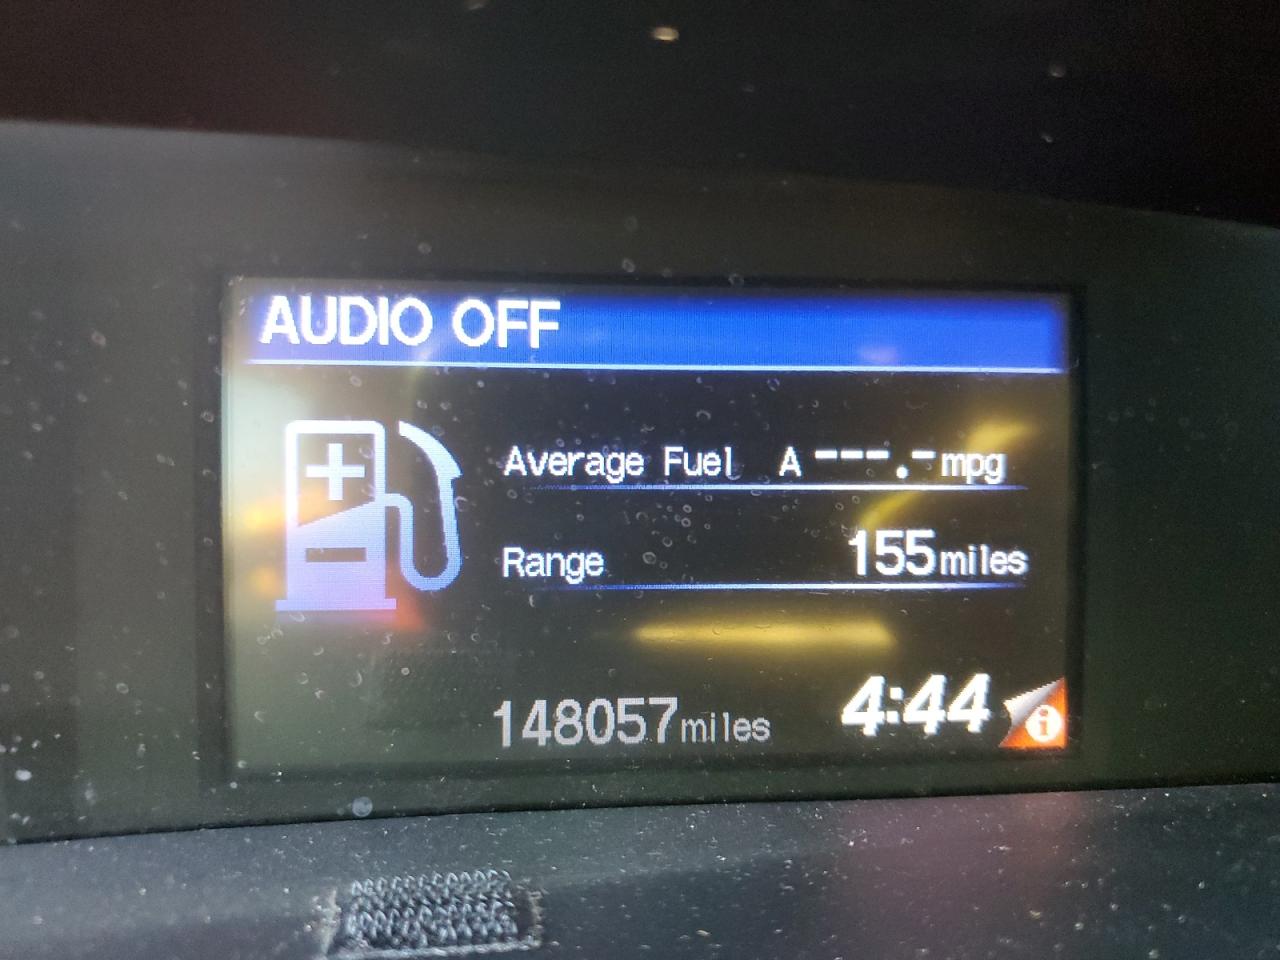 AUDIO OFF
Average Fuel A ---.- mpg
Range 155 miles
148057 miles 4:44 i